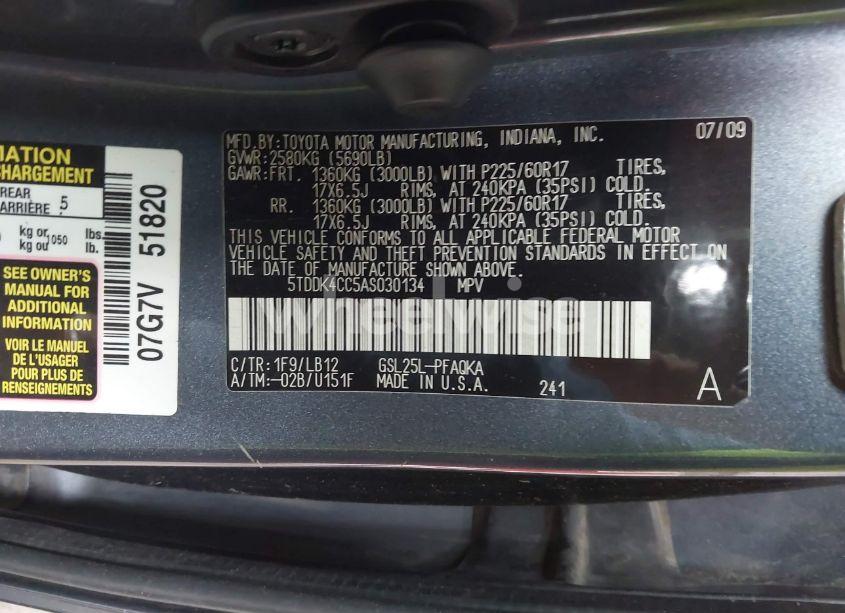 MATION
CHARGEMENT
REAR
ARRIÈRE
5
kg or
kg ou
1050
lbs.
lb.
SEE OWNER'S
MANUAL FOR
ADDITIONAL
INFORMATION
VOIR LE MANUEL
DE L'USAGER
POUR PLUS DE
RENSEIGNEMENTS
07G7V 51820
MFD.BY:TOYOTA MOTOR MANUFACTURING, INDIANA, INC. 07/09
GVWR:2580KG (5690LB)
GAWR:FRT. 1360KG (3000LB) WITH P225/60R17 TIRES,
17X6.5J RIMS, AT 240KPA (35PSI) COLD.
RR. 1360KG (3000LB) WITH P225/60R17 TIRES,
17X6.5J RIMS, AT 240KPA (35PSI) COLD.
THIS VEHICLE CONFORMS TO ALL APPLICABLE FEDERAL MOTOR
VEHICLE SAFETY AND THEFT PREVENTION STANDARDS IN EFFECT ON
THE DATE OF MANUFACTURE SHOWN ABOVE.
5TDDK4CC5AS030134 MPV
wheelwise
C/TR:1F9/LB12 GSL25L-PFAQKA
A/TM:-02B/U151F MADE IN U.S.A. 241 A